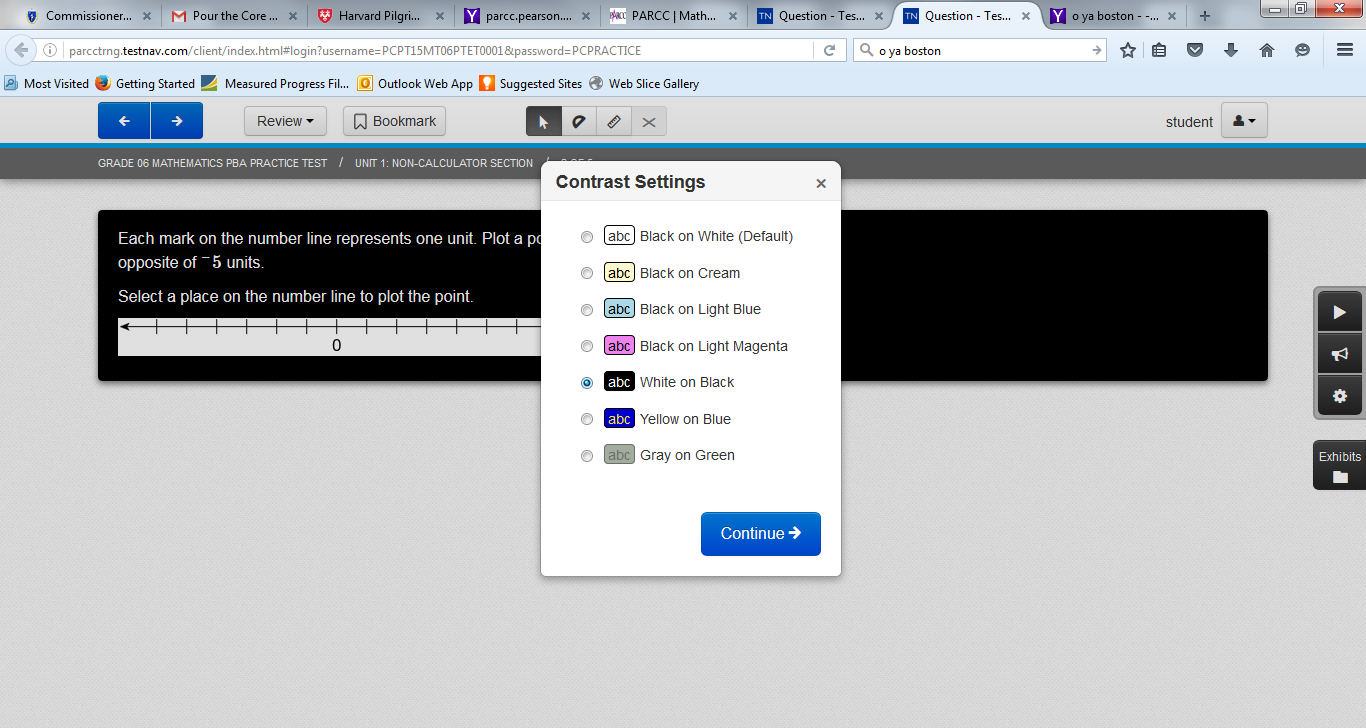 Commissioner... Pour the Core ... Harvard Pilgri... parcc.pearson.... PARCC | Math... Question - Tes... Question - Tes... o ya boston - -...
parcctrng.testnav.com/client/index.html#login?username=PCPT15MT06PTET0001&password=PCPRACTICE o ya boston
Most Visited Getting Started Measured Progress Fil... Outlook Web App Suggested Sites Web Slice Gallery
Review Bookmark student
GRADE 06 MATHEMATICS PBA PRACTICE TEST / UNIT 1: NON-CALCULATOR SECTION /
Contrast Settings ×
Each mark on the number line represents one unit. Plot a
opposite of ⁻5 units.
Select a place on the number line to plot the point.
0
abc Black on White (Default)
abc Black on Cream
abc Black on Light Blue
abc Black on Light Magenta
abc White on Black
abc Yellow on Blue
abc Gray on Green
Continue
Exhibits